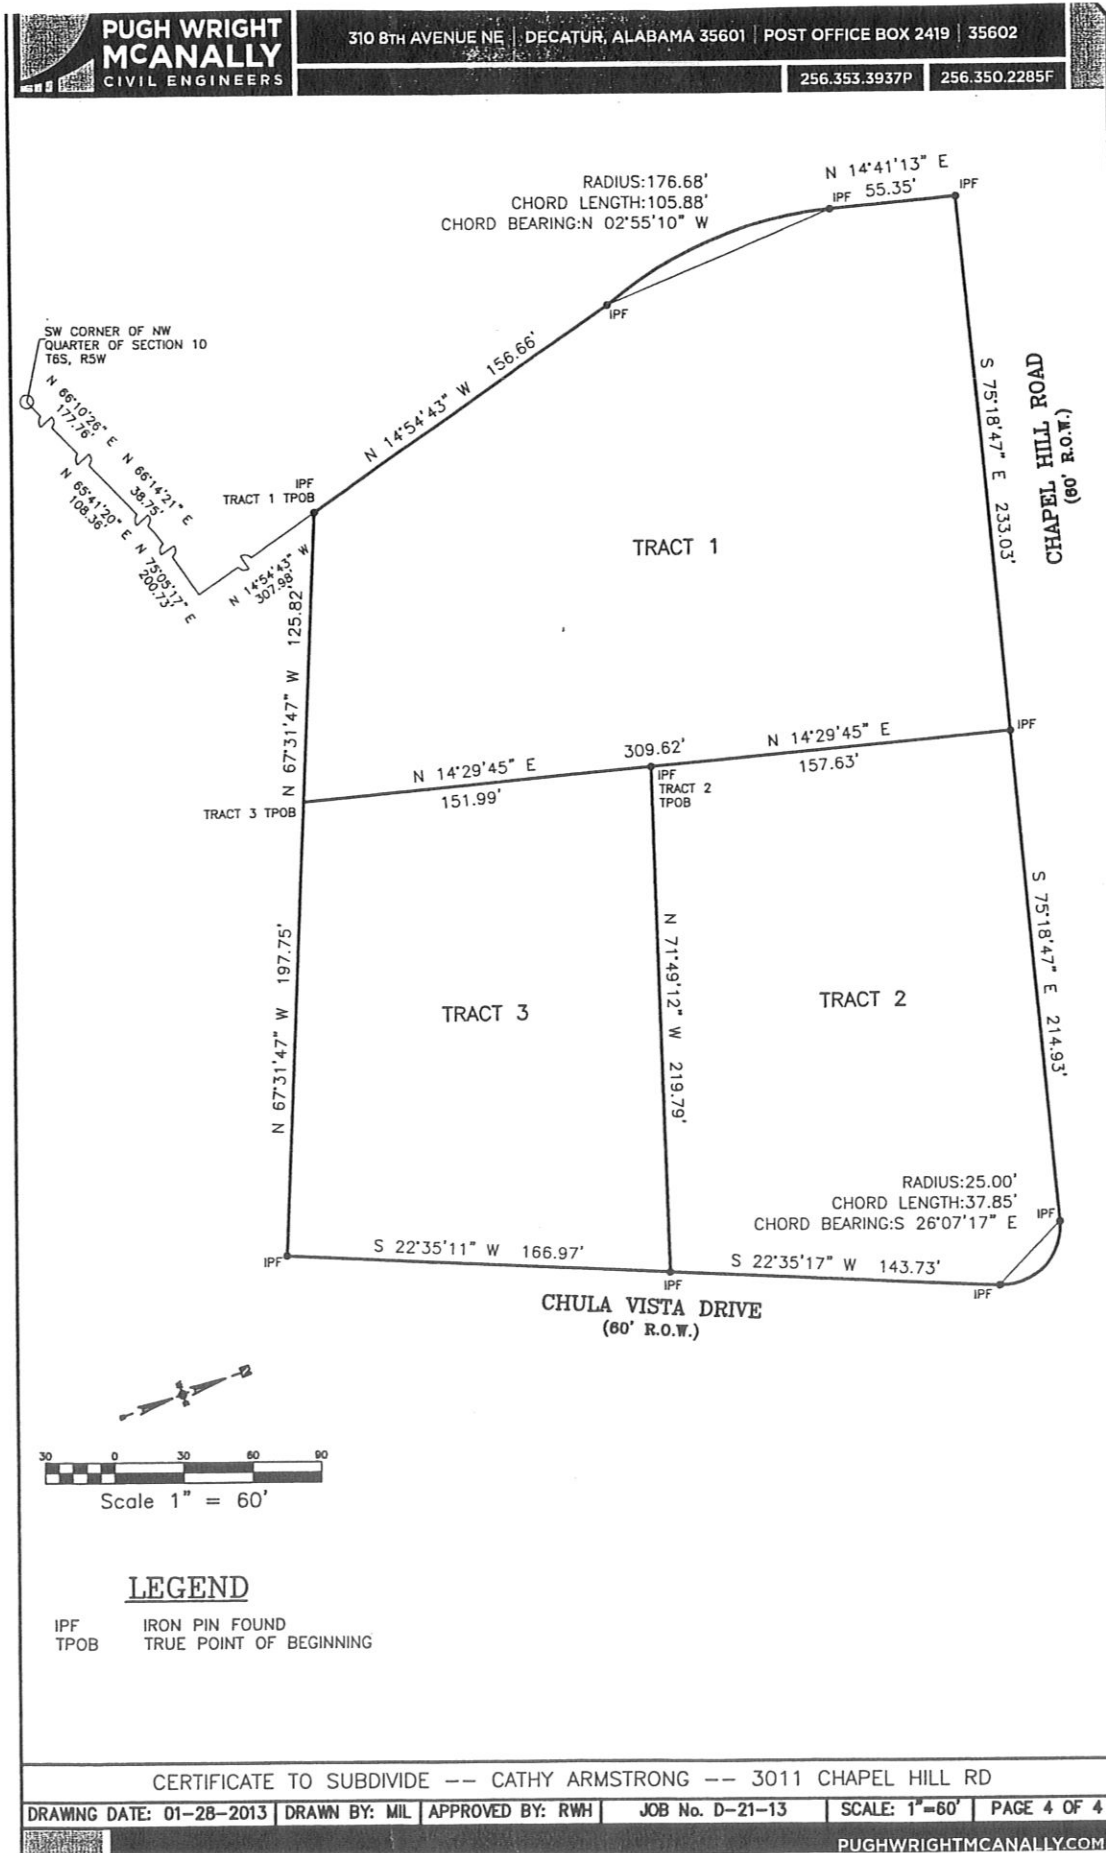 PUGH WRIGHT
MCANALLY
CIVIL ENGINEERS
310 8TH AVENUE NE | DECATUR, ALABAMA 35601 | POST OFFICE BOX 2419 | 35602
256.353.3937P
256.350.2285F
RADIUS:176.68'
CHORD LENGTH:105.88'
CHORD BEARING:N 02°55'10" W
N 14°41'13" E
55.35'
IPF
IPF
IPF
SW CORNER OF NW
QUARTER OF SECTION 10
T6S, R5W
N 66°10'26" E
177.76'
N 66°14'21" E
38.75'
N 65°41'20" E
108.36'
N 75°05'17" E
200.73'
N 14°54'43" W
307.98'
IPF
TRACT 1 TPOB
N 14°54'43" W 156.66'
S 75°18'47" E 233.03'
CHAPEL HILL ROAD
(60' R.O.W.)
TRACT 1
N 67°31'47" W 125.82'
N 14°29'45" E
151.99'
309.62'
N 14°29'45" E
157.63'
IPF
IPF
TRACT 2
TPOB
TRACT 3 TPOB
N 67°31'47" W 197.75'
N 71°49'12" W 219.79'
S 75°18'47" E 214.93'
TRACT 3
TRACT 2
RADIUS:25.00'
CHORD LENGTH:37.85'
CHORD BEARING:S 26°07'17" E
IPF
IPF
S 22°35'11" W 166.97'
S 22°35'17" W 143.73'
IPF
IPF
CHULA VISTA DRIVE
(60' R.O.W.)
30 0 30 60 90
Scale 1" = 60'
LEGEND
IPF IRON PIN FOUND
TPOB TRUE POINT OF BEGINNING
CERTIFICATE TO SUBDIVIDE -- CATHY ARMSTRONG -- 3011 CHAPEL HILL RD
DRAWING DATE: 01-28-2013 | DRAWN BY: MIL | APPROVED BY: RWH | JOB No. D-21-13 | SCALE: 1"=60' | PAGE 4 OF 4
PUGHWRIGHTMCANALLY.COM